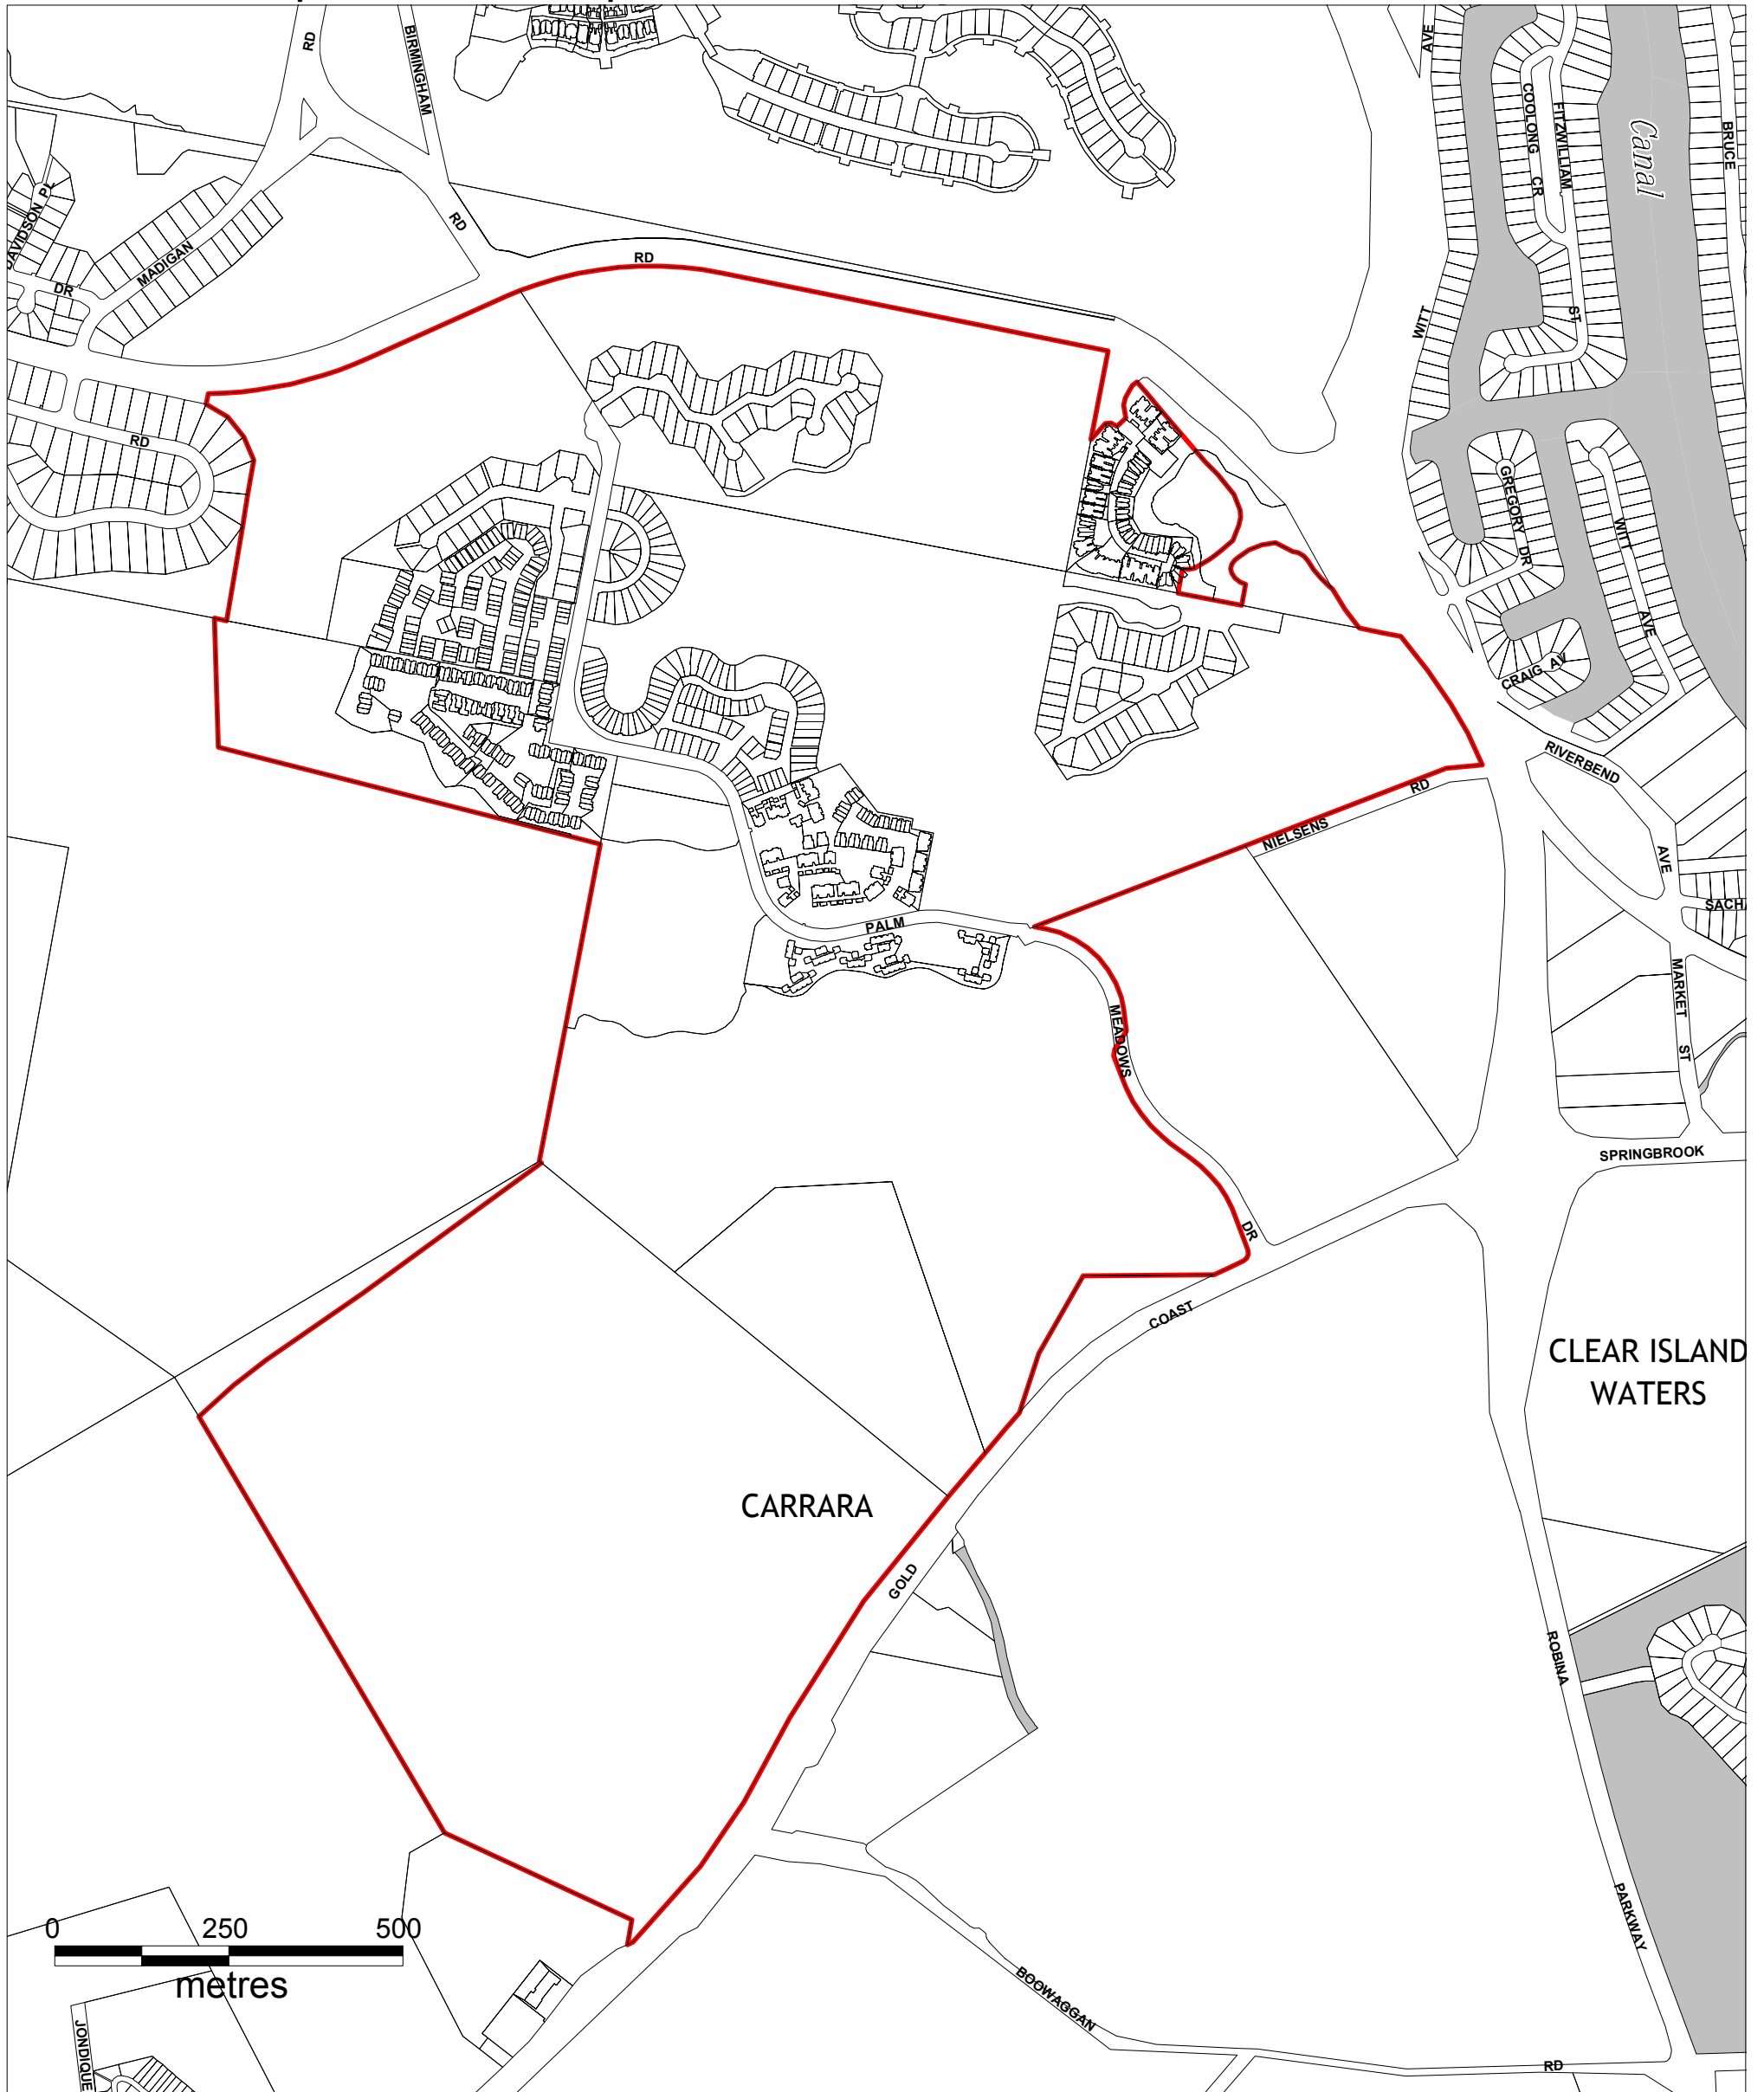 RD
BIRMINGHAM
AVE
COOLONG
CR
FITZWILLIAM
ST
Canal
BRUCE
DAVIDSON PL
DR
MADIGAN
RD
RD
WITT
RD
GREGORY DR
WITT
AVE
CRAIG AV
RIVERBEND
AVE
RD
NIELSENS
SACHA
PALM
MEADOWS
DR
MARKET
ST
SPRINGBROOK
COAST
CLEAR ISLAND
WATERS
CARRARA
GOLD
ROBINA
PARKWAY
0 250 500
metres
BOOWAGGAN
RD
JONDIQUE